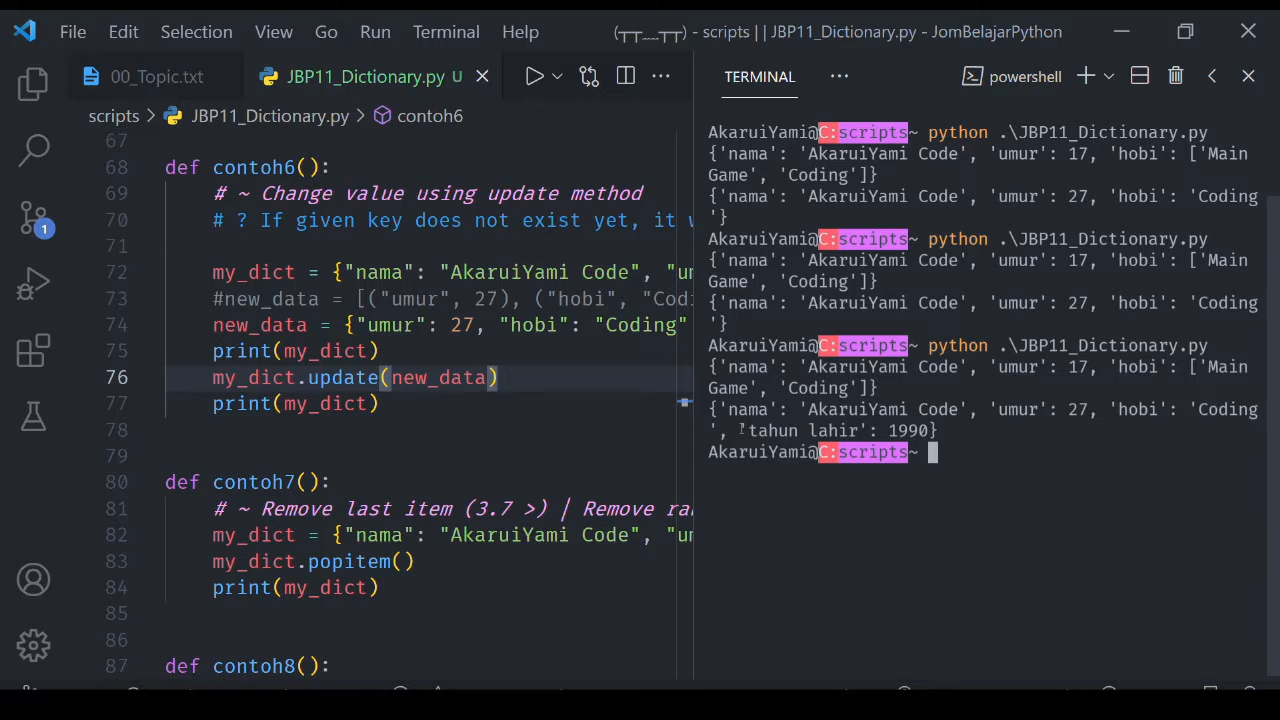 File Edit Selection View Go Run Terminal Help (┬┬﹏┬┬) - scripts | | JBP11_Dictionary.py - JomBelajarPython
00_Topic.txt JBP11_Dictionary.py U
scripts > JBP11_Dictionary.py > contoh6
67
68 def contoh6():
69 # ~ Change value using update method
70 # ? If given key does not exist yet, it w
71
72 my_dict = {"nama": "AkaruiYami Code", "um
73 #new_data = [("umur", 27), ("hobi", "Codi
74 new_data = {"umur": 27, "hobi": "Coding"
75 print(my_dict)
76 my_dict.update(new_data)
77 print(my_dict)
78
79
80 def contoh7():
81 # ~ Remove last item (3.7 >) | Remove ra
82 my_dict = {"nama": "AkaruiYami Code", "um
83 my_dict.popitem()
84 print(my_dict)
85
86
87 def contoh8():
1
TERMINAL
powershell
AkaruiYami@C:scripts~ python .\JBP11_Dictionary.py
{'nama': 'AkaruiYami Code', 'umur': 17, 'hobi': ['Main
Game', 'Coding']}
{'nama': 'AkaruiYami Code', 'umur': 27, 'hobi': 'Coding
'}
AkaruiYami@C:scripts~ python .\JBP11_Dictionary.py
{'nama': 'AkaruiYami Code', 'umur': 17, 'hobi': ['Main
Game', 'Coding']}
{'nama': 'AkaruiYami Code', 'umur': 27, 'hobi': 'Coding
'}
AkaruiYami@C:scripts~ python .\JBP11_Dictionary.py
{'nama': 'AkaruiYami Code', 'umur': 17, 'hobi': ['Main
Game', 'Coding']}
{'nama': 'AkaruiYami Code', 'umur': 27, 'hobi': 'Coding
', 'tahun lahir': 1990}
AkaruiYami@C:scripts~